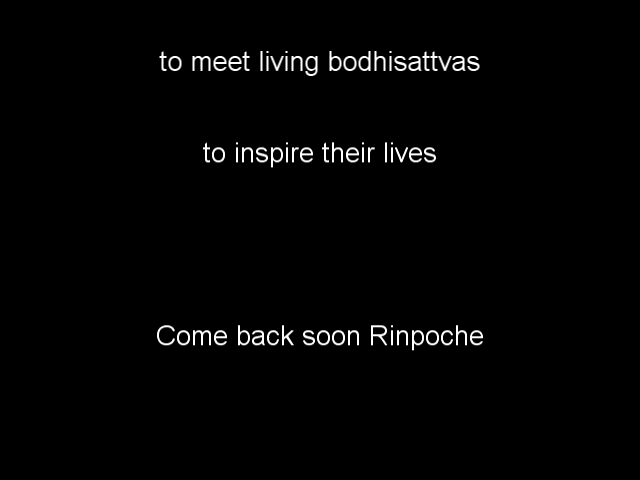 to meet living bodhisattvas
to inspire their lives
Come back soon Rinpoche